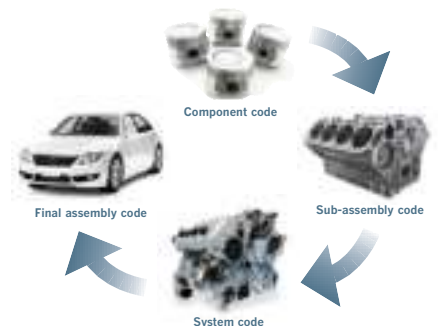 Component code
Sub-assembly code
System code
Final assembly code